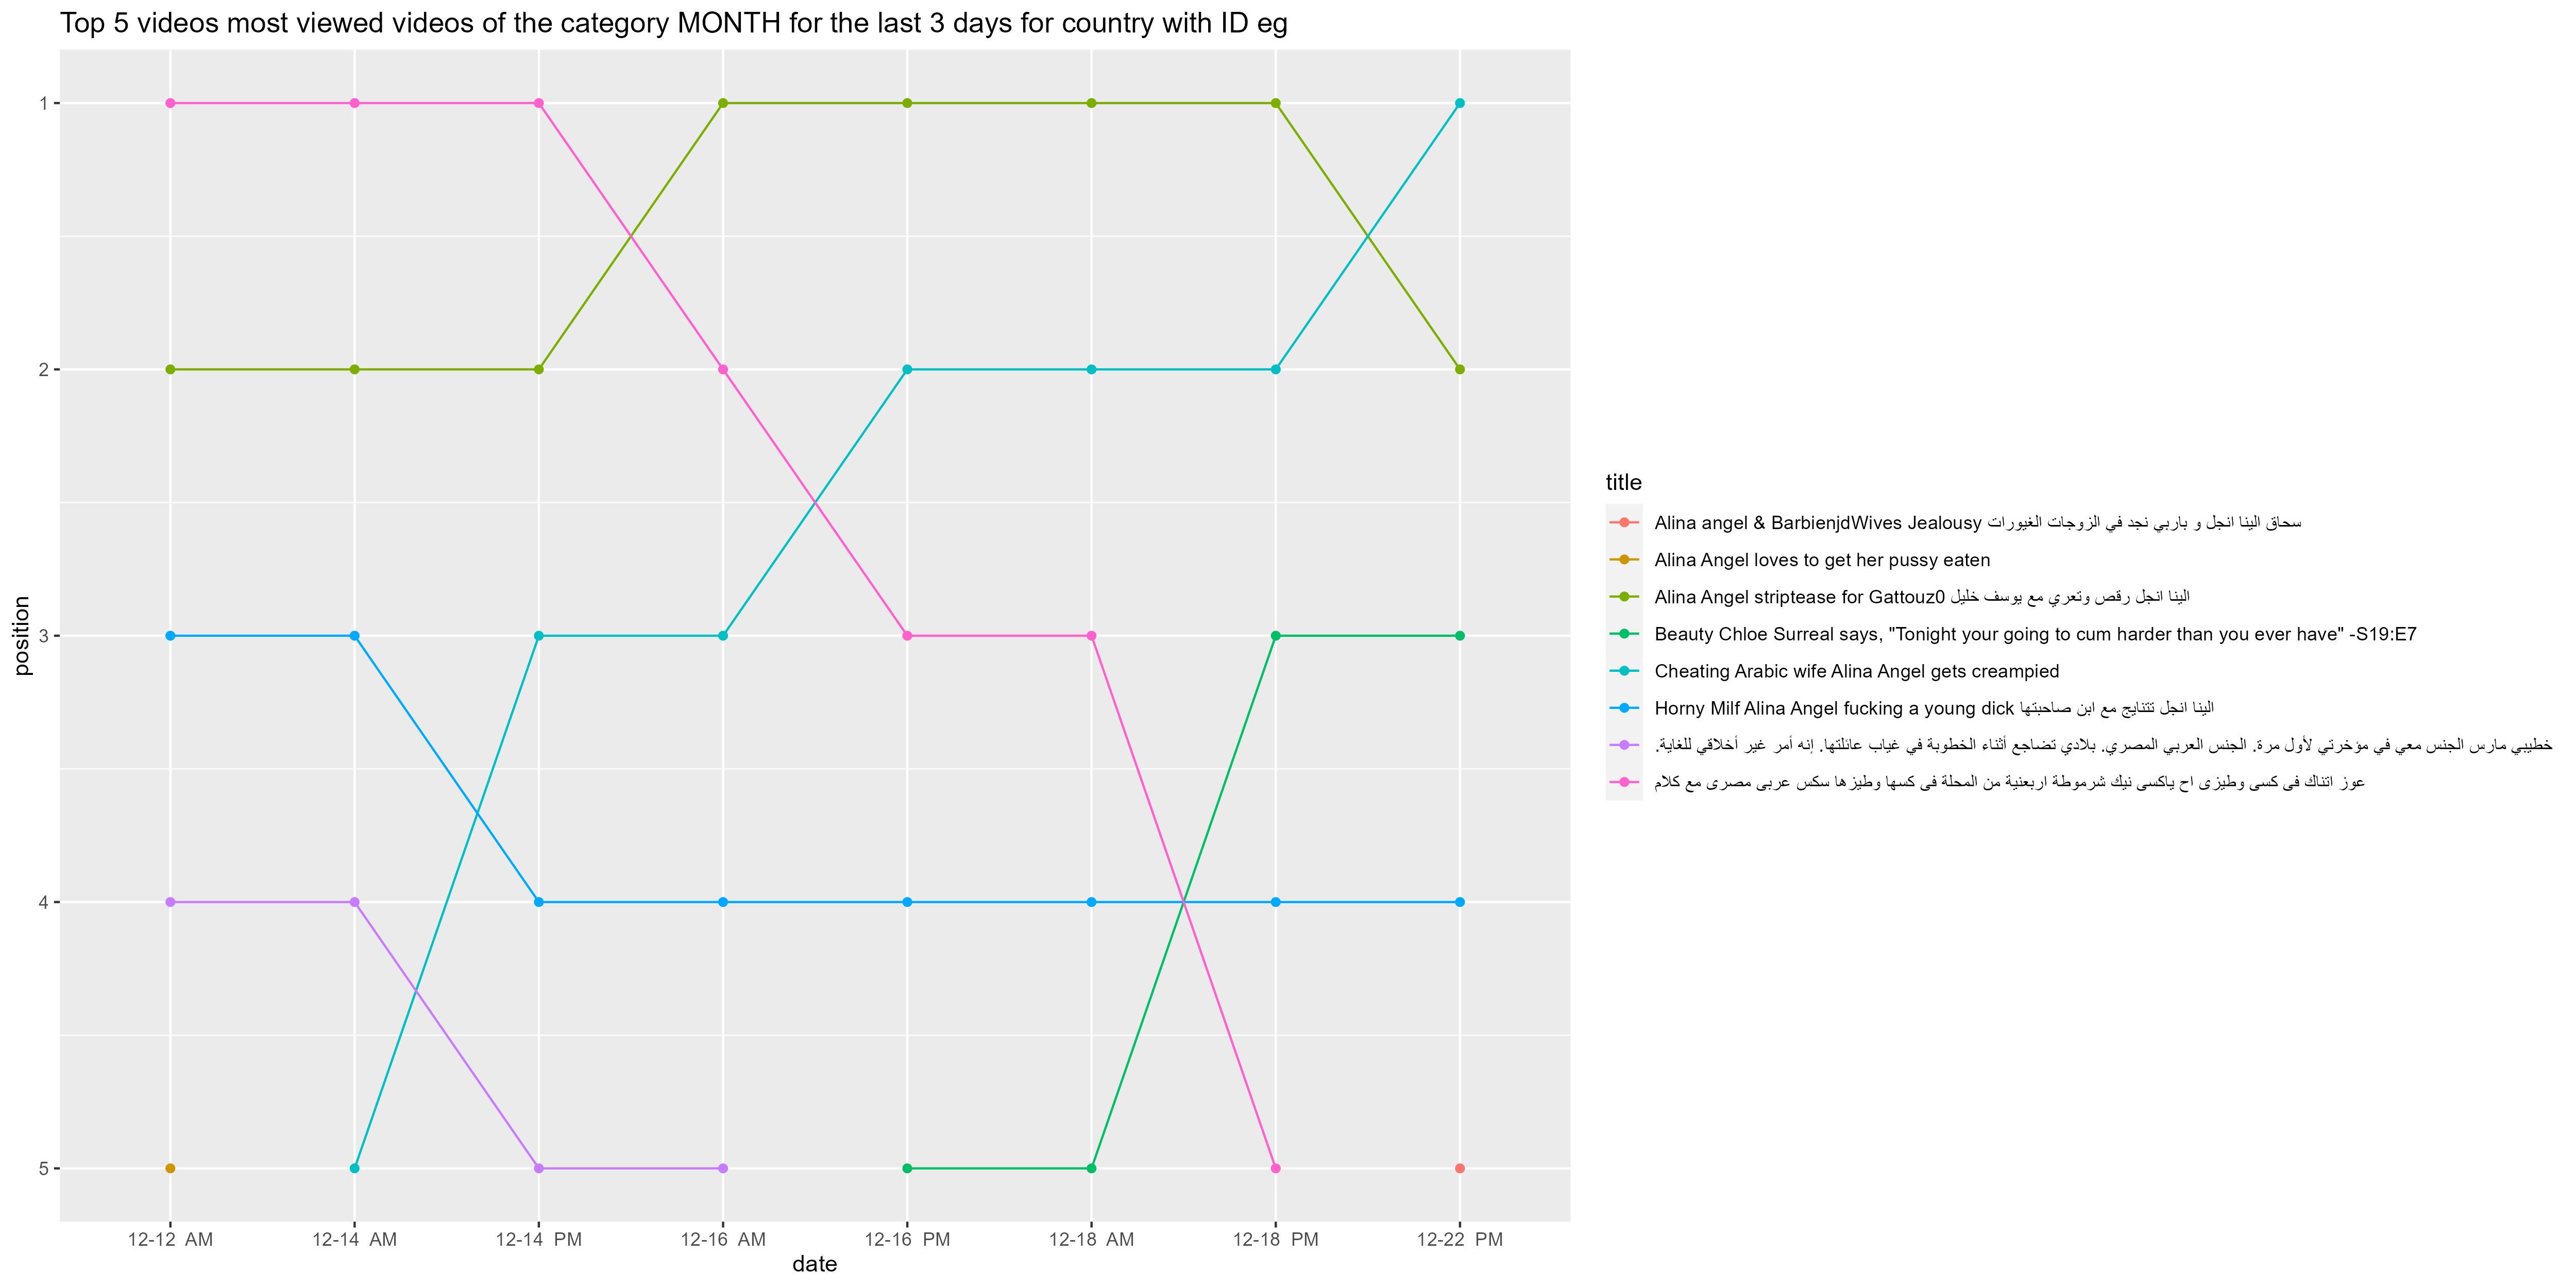 Top 5 videos most viewed videos of the category MONTH for the last 3 days for country with ID eg
1
2
3
4
5
position
12-12 AM
12-14 AM
12-14 PM
12-16 AM
12-16 PM
12-18 AM
12-18 PM
12-22 PM
date
title
Alina angel & BarbienjdWives Jealousy سحاق الينا انجل و باربي نجد في الزوجات الغيورات
Alina Angel loves to get her pussy eaten
Alina Angel striptease for Gattouz0 الينا انجل رقص وتعري مع يوسف خليل
Beauty Chloe Surreal says, "Tonight your going to cum harder than you ever have" -S19:E7
Cheating Arabic wife Alina Angel gets creampied
Horny Milf Alina Angel fucking a young dick الينا انجل تتنايج مع ابن صاحبتها
خطيبي مارس الجنس معي في مؤخرتي لأول مرة. الجنس العربي المصري. بلادي تضاجع أثناء الخطوبة في غياب عائلتها. إنه أمر غير أخلاقي للغاية.
عوز اتناك فى كسى وطيزى اح ياكسى نيك شرموطة اربعنية من المحلة فى كسها وطيزها سكس عربى مصرى مع كلام